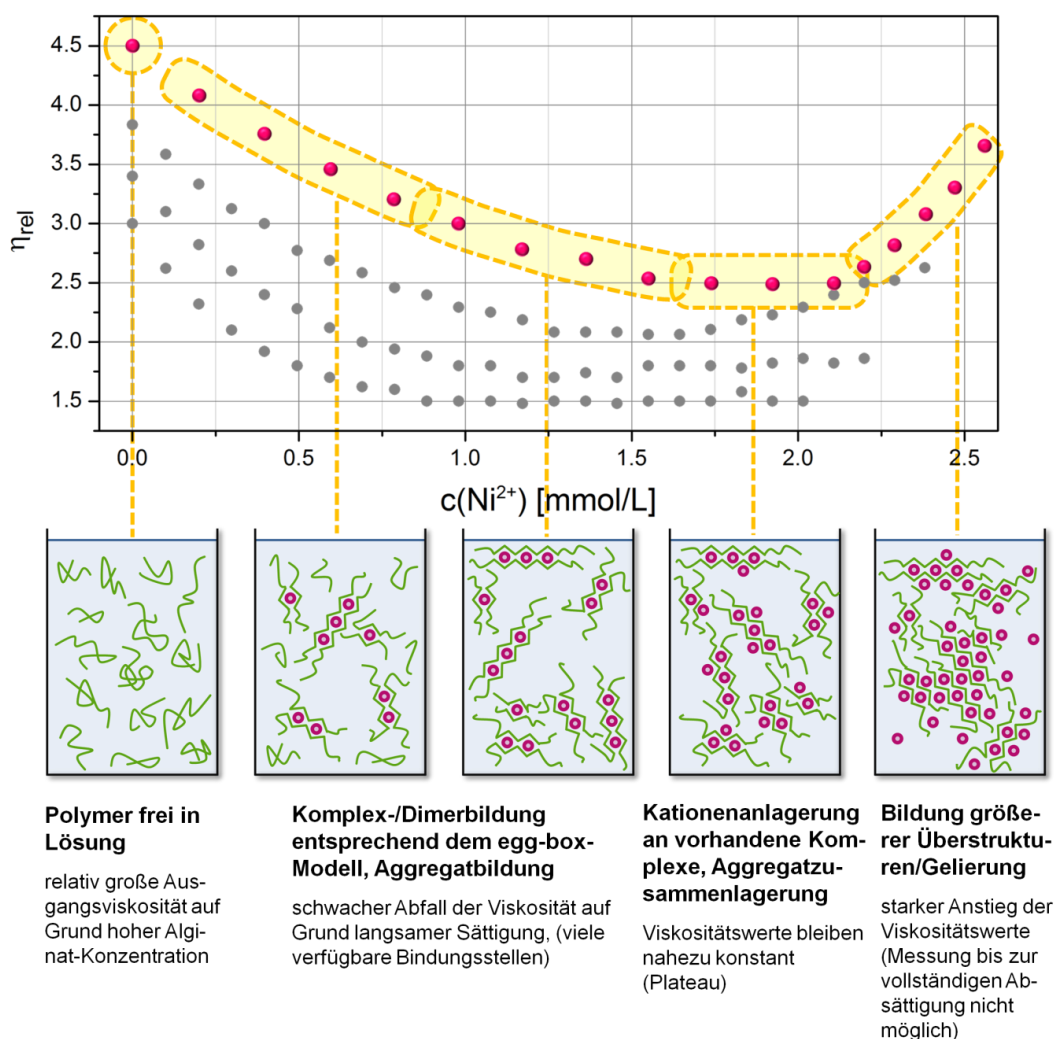 4.5
4.0
3.5
3.0
2.5
2.0
1.5
ηrel
0.0 0.5 1.0 1.5 2.0 2.5
c(Ni²⁺) [mmol/L]
Polymer frei in
Lösung
relativ große Aus-
gangsviskosität auf
Grund hoher Algi-
nat-Konzentration
Komplex-/Dimerbildung
entsprechend dem egg-box-
Modell, Aggregatbildung
schwacher Abfall der Viskosität auf
Grund langsamer Sättigung, (viele
verfügbare Bindungsstellen)
Kationenanlagerung
an vorhandene Kom-
plexe, Aggregatzu-
sammenlagerung
Viskositätswerte bleiben
nahezu konstant
(Plateau)
Bildung größe-
rer Überstruktu-
ren/Gelierung
starker Anstieg der
Viskositätswerte
(Messung bis zur
vollständigen Ab-
sättigung nicht
möglich)